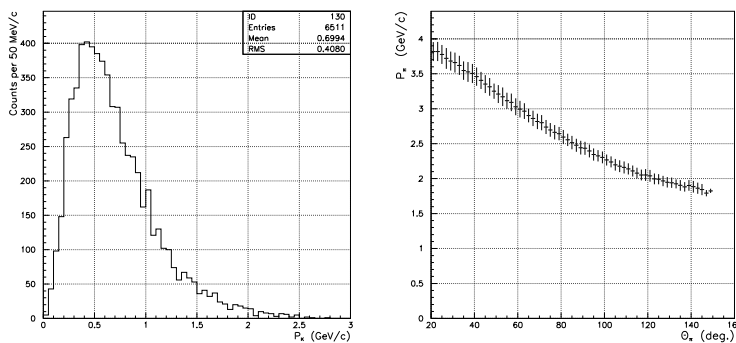 ID 130
Entries 6511
Mean 0.6994
RMS 0.4080
Counts per 50 MeV/c
400
350
300
250
200
150
100
50
0
0 0.5 1 1.5 2 2.5 3
Pπ (GeV/c)
Pπ (GeV/c)
4
3.5
3
2.5
2
1.5
1
0.5
0
20 40 60 80 100 120 140 160
Θπ (deg.)